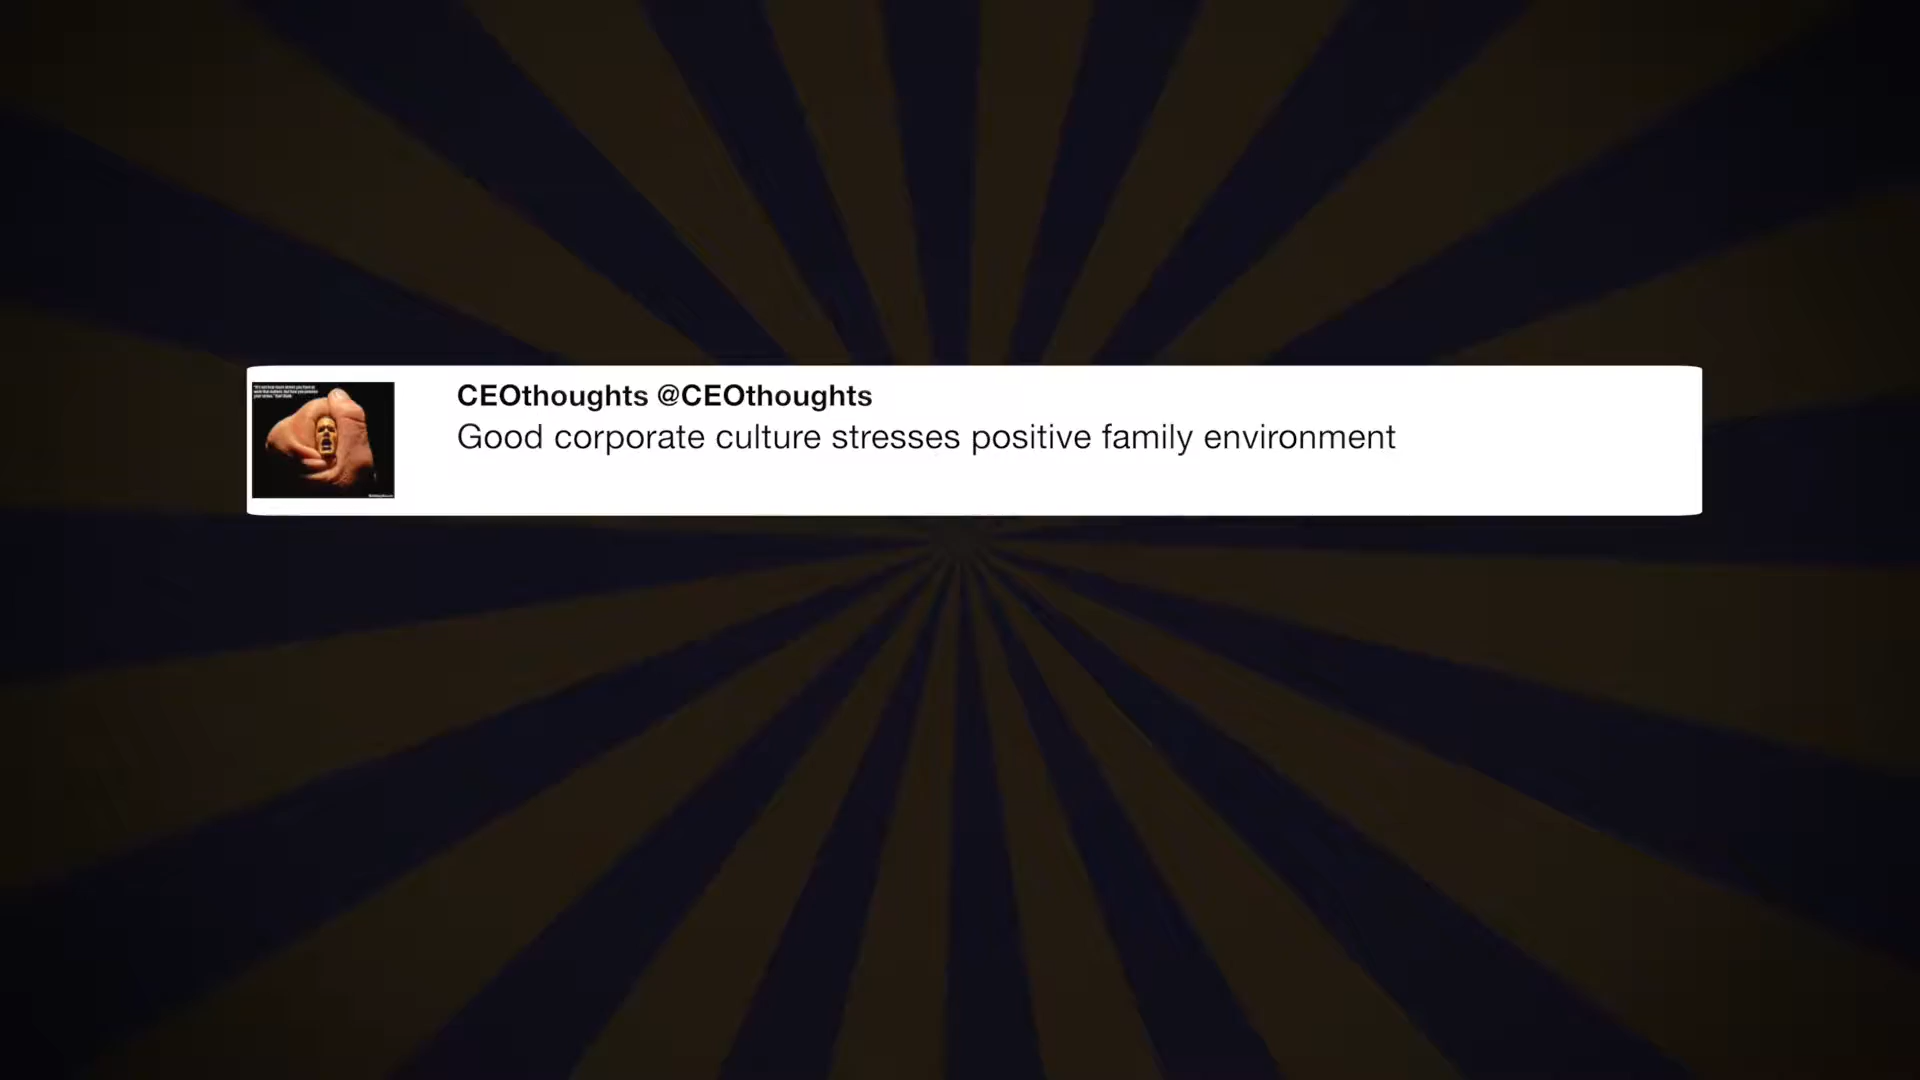 CEOthoughts @CEOthoughts
Good corporate culture stresses positive family environment